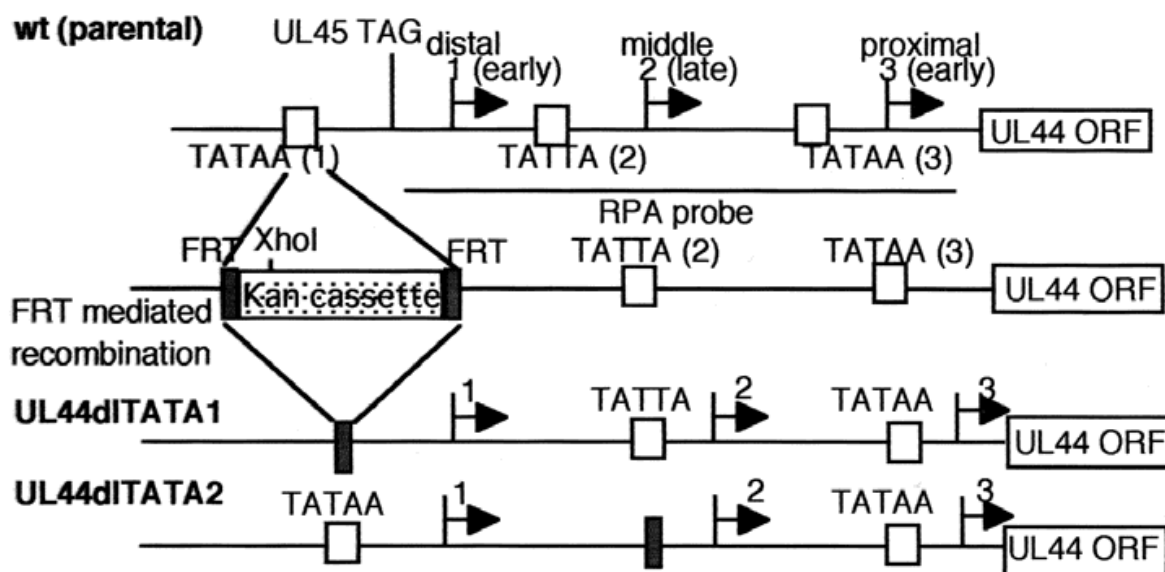 wt (parental)
UL45 TAG
distal
1 (early)
middle
2 (late)
proximal
3 (early)
UL44 ORF
TATAA (1)
TATTA (2)
TATAA (3)
RPA probe
FRT
XhoI
FRT
TATTA (2)
TATAA (3)
Kan cassette
UL44 ORF
FRT mediated
recombination
UL44dlTATA1
1
TATTA
2
TATAA
3
UL44 ORF
UL44dlTATA2
TATAA
1
2
TATAA
3
UL44 ORF